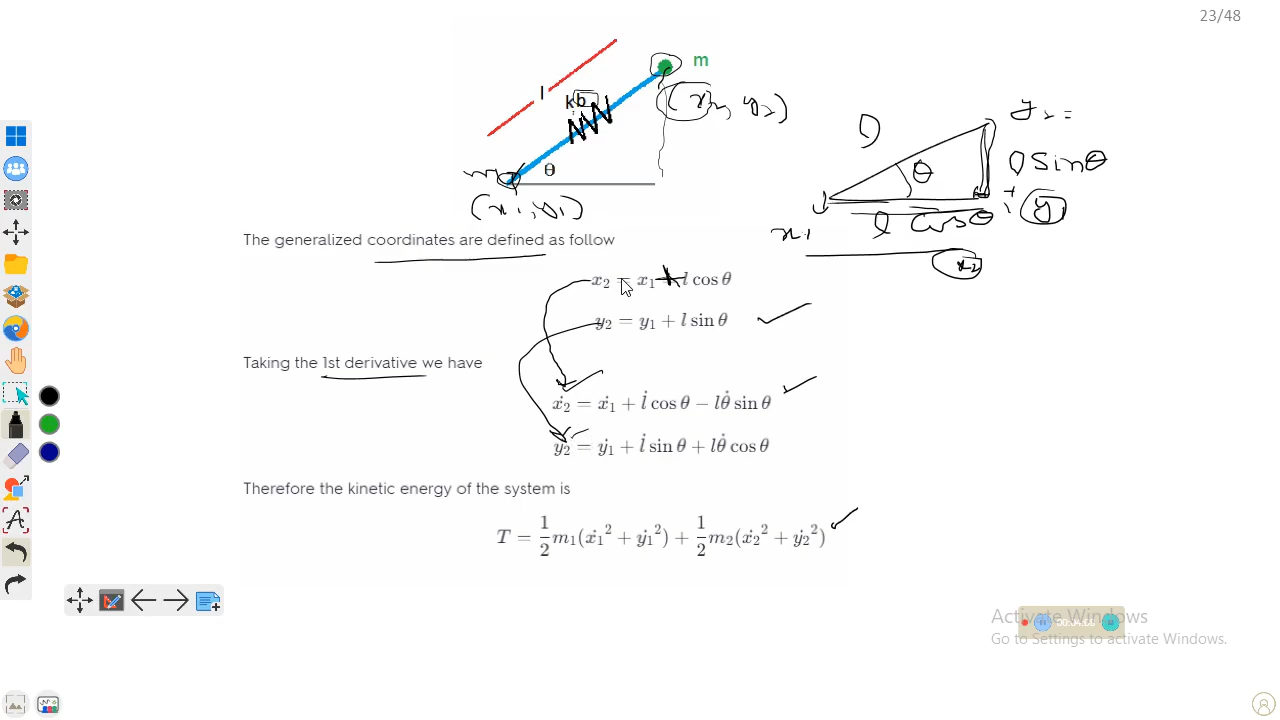 23/48
m
l
kb
(x₂, y₂)
θ
m
(x₁, y₁)
y₂ =
l
θ
l sinθ
+
y₁
l cosθ
x₁
x₂
The generalized coordinates are defined as follow
x₂ = x₁ + l cos θ
y₂ = y₁ + l sin θ
Taking the 1st derivative we have
ẋ₂ = ẋ₁ + l̇ cos θ − lθ̇ sin θ
ẏ₂ = ẏ₁ + l̇ sin θ + lθ̇ cos θ
Therefore the kinetic energy of the system is
T = 1/2 m₁(ẋ₁² + ẏ₁²) + 1/2 m₂(ẋ₂² + ẏ₂²)
Activate Windows
Go to Settings to activate Windows.